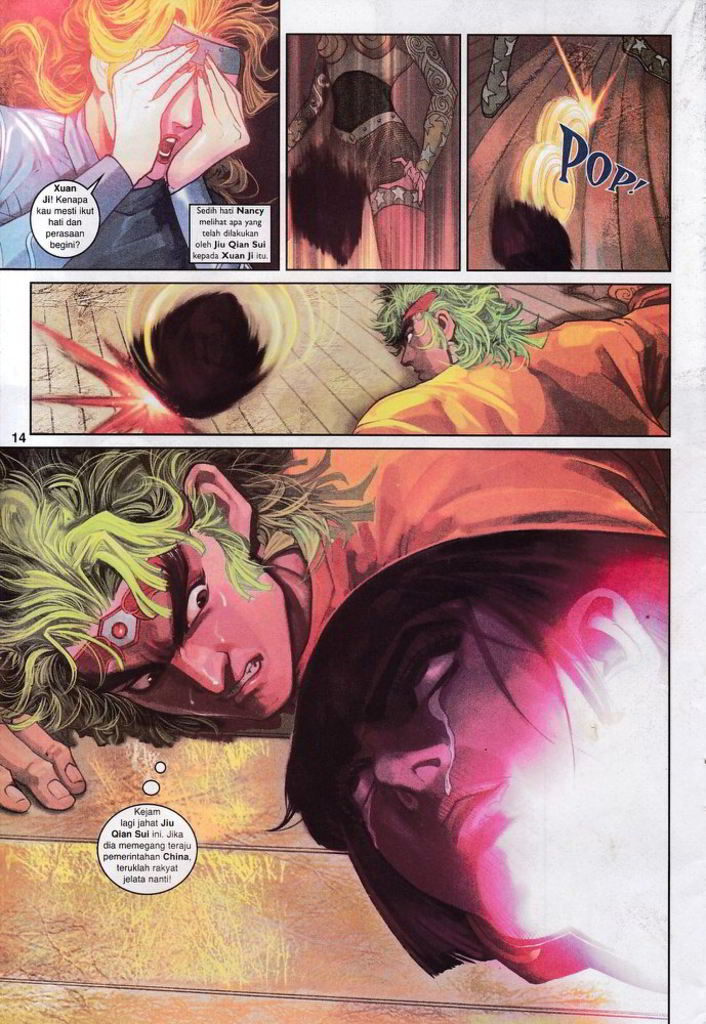 Xuan
Ji! Kenapa
kau mesti ikut
hati dan
perasaan
begini?
Sedih hati Nancy
melihat apa yang
telah dilakukan
oleh Jiu Qian Sui
kepada Xuan Ji itu.
POP!
14
Kejam
lagi jahat Jiu
Qian Sui ini. Jika
dia memegang teraju
pemerintahan China,
teruklah rakyat
jelata nanti!